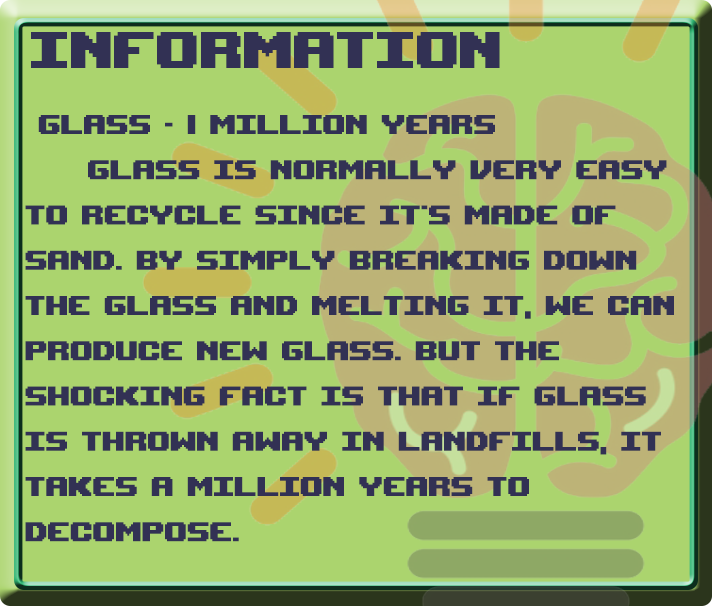 INFORMATION
GLASS - 1 MILLION YEARS
GLASS IS NORMALLY VERY EASY
TO RECYCLE SINCE IT'S MADE OF
SAND. BY SIMPLY BREAKING DOWN
THE GLASS AND MELTING IT, WE CAN
PRODUCE NEW GLASS. BUT THE
SHOCKING FACT IS THAT IF GLASS
IS THROWN AWAY IN LANDFILLS, IT
TAKES A MILLION YEARS TO
DECOMPOSE.